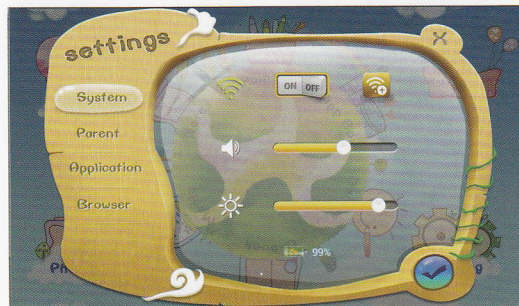 settings
System
Parent
Application
Browser
ON OFF
99%